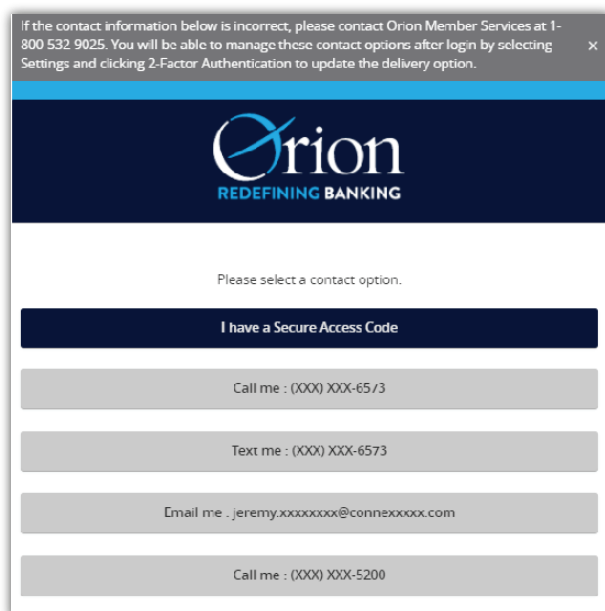 If the contact information below is incorrect, please contact Orion Member Services at 1-
800 532 9025. You will be able to manage these contact options after login by selecting
Settings and clicking 2-Factor Authentication to update the delivery option.
×
Orion
REDEFINING BANKING
Please select a contact option.
I have a Secure Access Code
Call me : (XXX) XXX-6573
Text me : (XXX) XXX-6573
Email me : jeremy.xxxxxxxx@connexxxxx.com
Call me : (XXX) XXX-5200